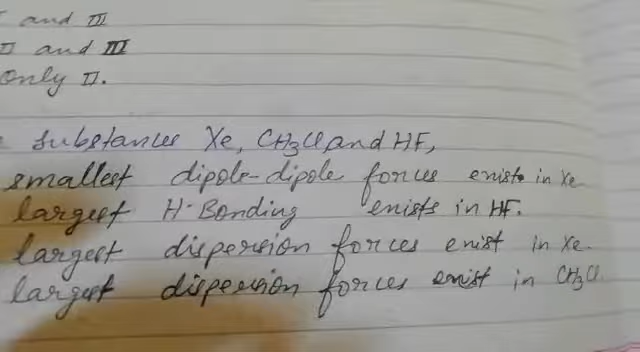 and III
II and III
Only II.
substances Xe, CH3Cl and HF,
smallest dipole-dipole forces exist in Xe
largest H-Bonding exists in HF.
largest dispersion forces exist in Xe.
largest dispersion forces exist in CH3Cl